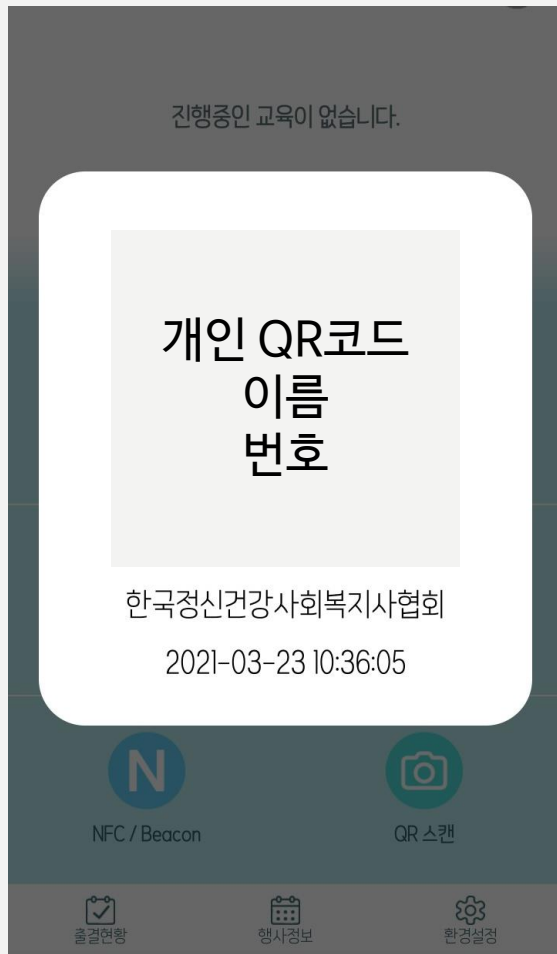 진행중인 교육이 없습니다.
개인 QR코드
이름
번호
한국정신건강사회복지사협회
2021-03-23 10:36:05
N
NFC / Beacon
QR 스캔
출결현황
행사정보
환경설정